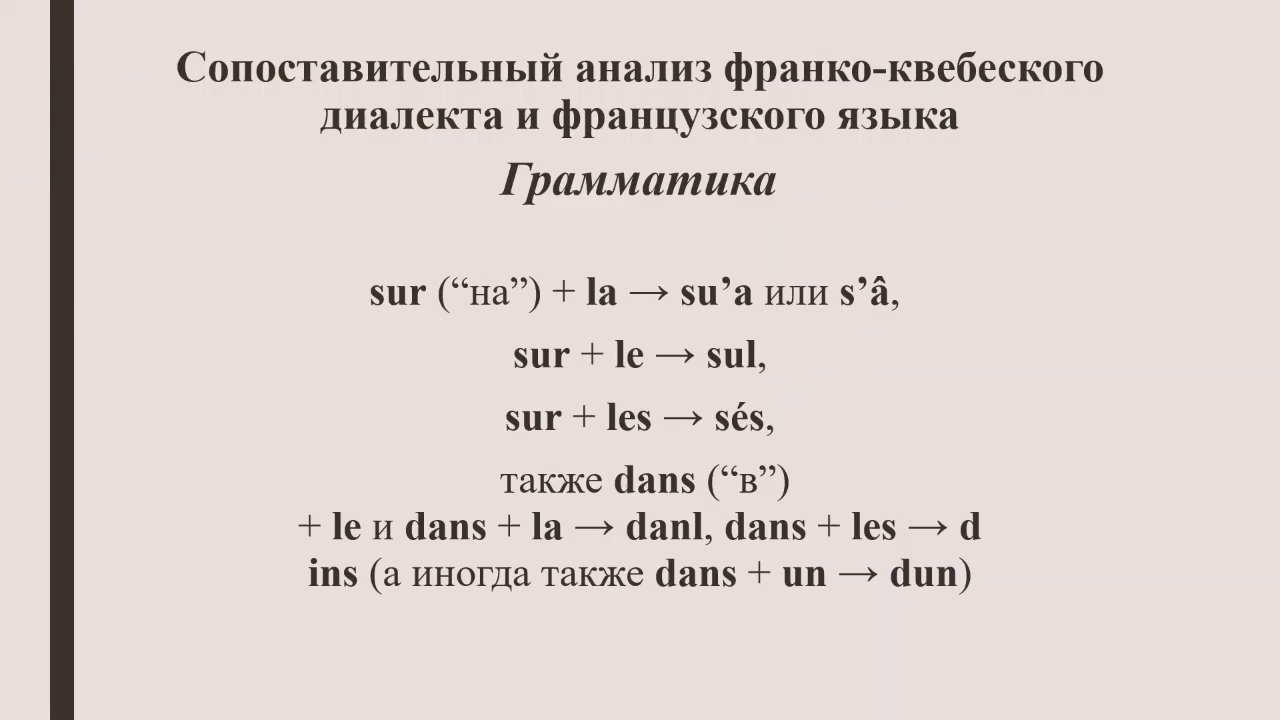 Сопоставительный анализ франко-квебеского
диалекта и французского языка
Грамматика
sur (“на”) + la → su’a или s’â,
sur + le → sul,
sur + les → sés,
также dans (“в”)
+ le и dans + la → danl, dans + les → d
ins (а иногда также dans + un → dun)